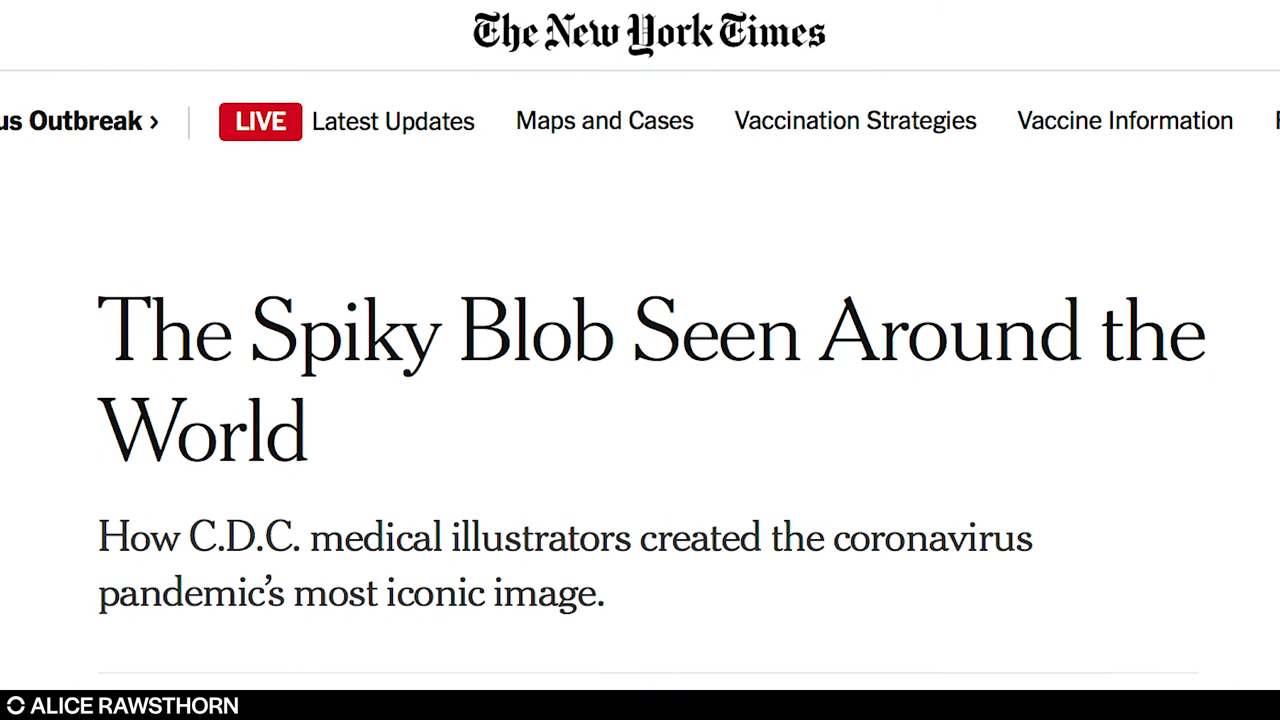 The New York Times
us Outbreak › LIVE Latest Updates Maps and Cases Vaccination Strategies Vaccine Information
The Spiky Blob Seen Around the
World
How C.D.C. medical illustrators created the coronavirus
pandemic’s most iconic image.
ALICE RAWSTHORN